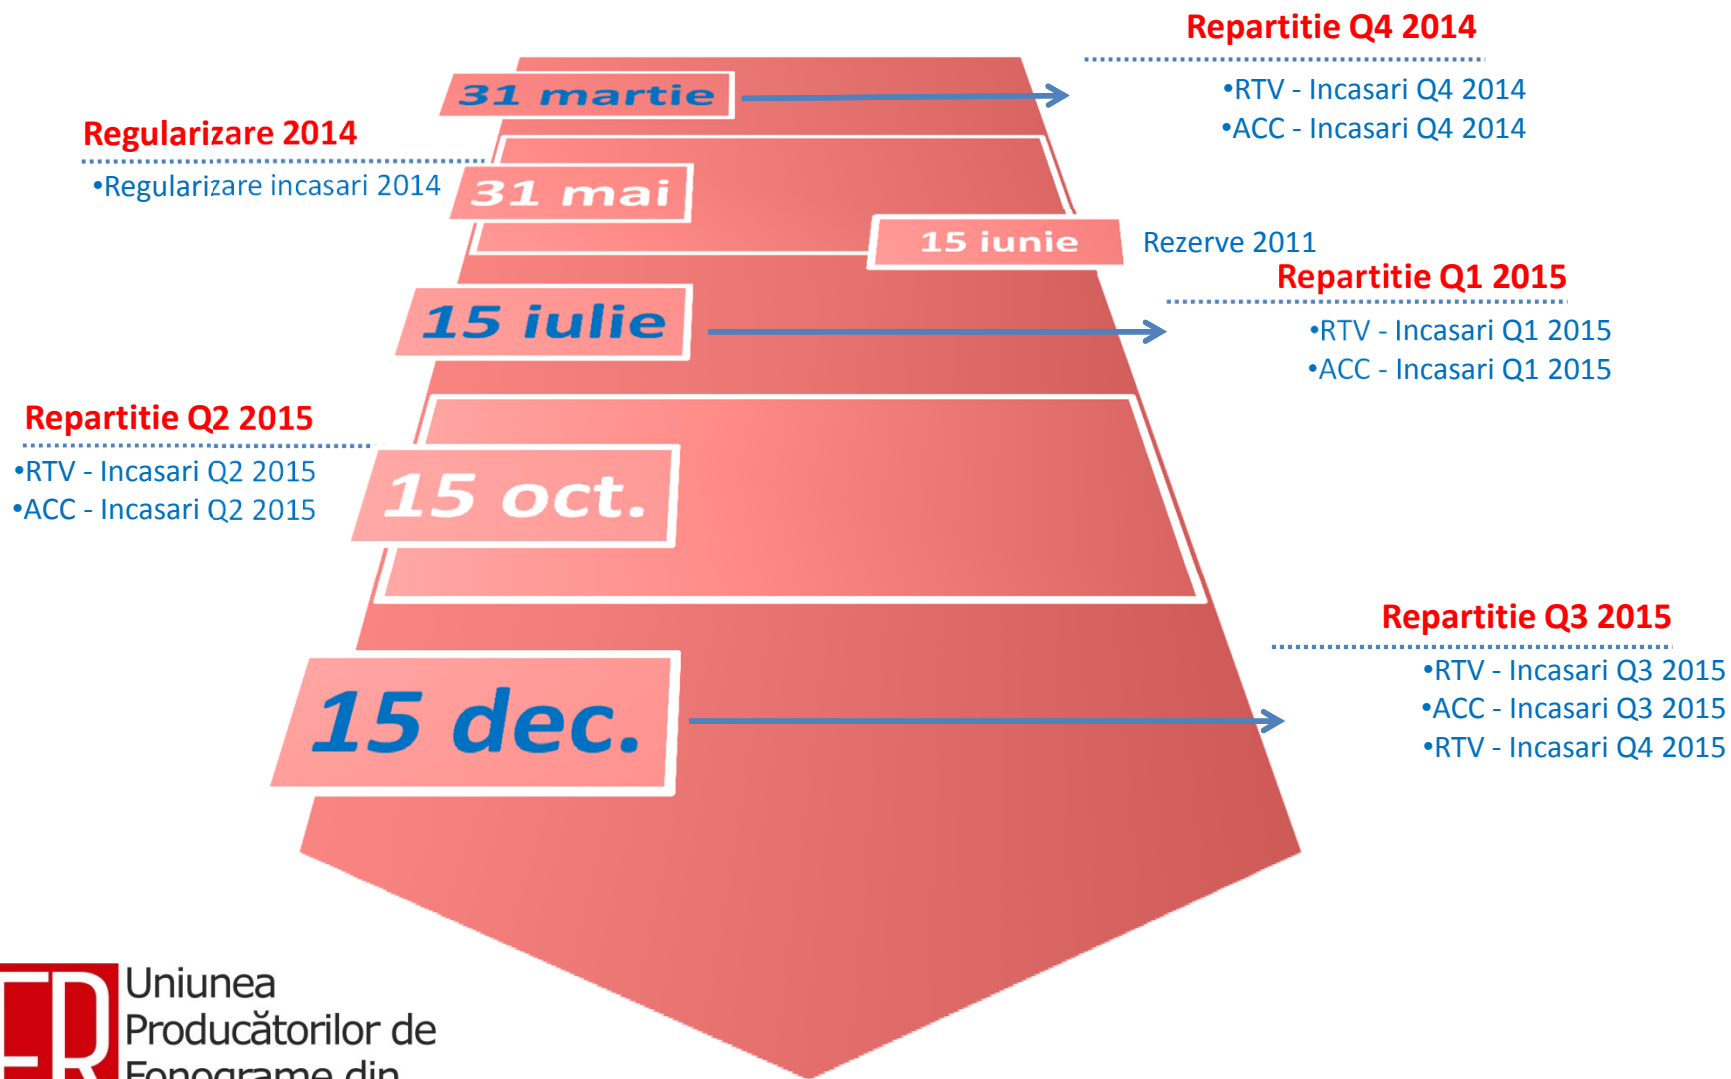 Repartitie Q4 2014
31 martie
•RTV - Incasari Q4 2014
•ACC - Incasari Q4 2014
Regularizare 2014
•Regularizare incasari 2014
31 mai
15 iunie
Rezerve 2011
Repartitie Q1 2015
15 iulie
•RTV - Incasari Q1 2015
•ACC - Incasari Q1 2015
Repartitie Q2 2015
•RTV - Incasari Q2 2015
•ACC - Incasari Q2 2015
15 oct.
Repartitie Q3 2015
•RTV - Incasari Q3 2015
•ACC - Incasari Q3 2015
•RTV - Incasari Q4 2015
15 dec.
Uniunea
Producătorilor de
Fonograme din